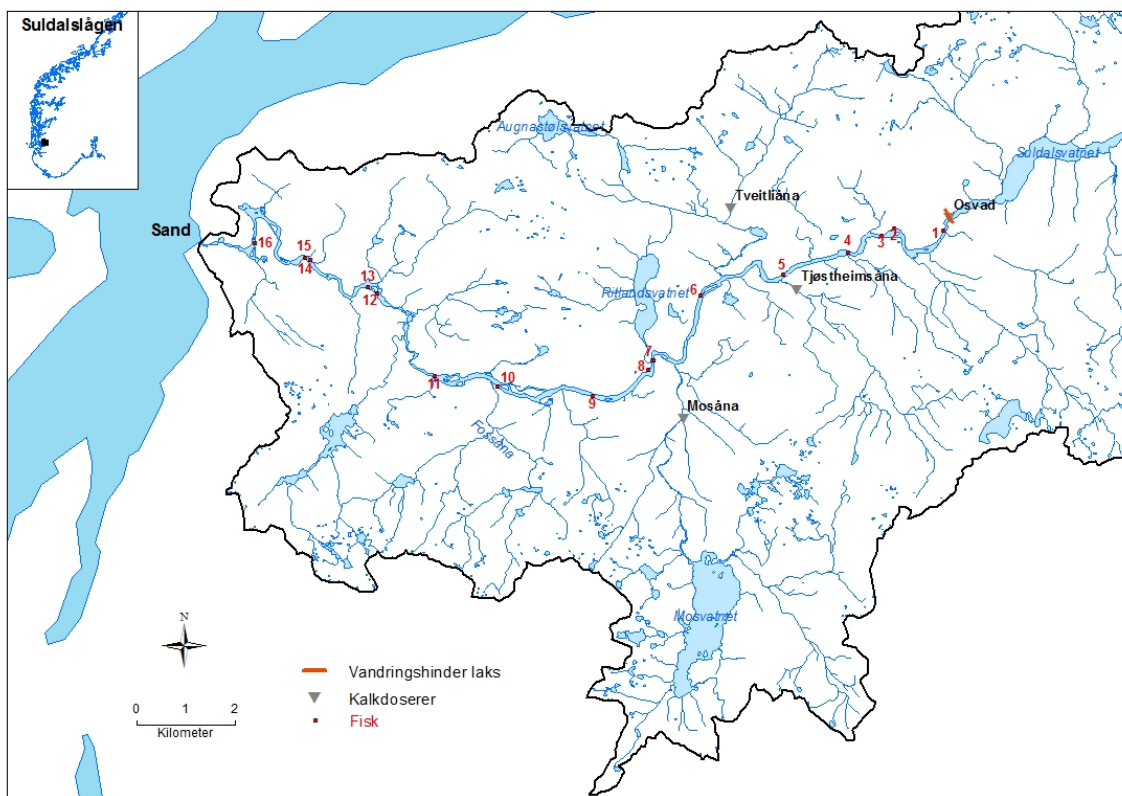 Suldalslågen
Augnastølsvatnet
Suldalsvatnet
Tveitliåna
Osvad
Sand
16
15
14
13
12
11
10
9
8
7
6
5
4
3
2
1
Tjøstheimsåna
Ritlandsvatnet
Mosåna
Fossåna
Mosvatnet
N
Vandringshinder laks
Kalkdoserer
Fisk
0 1 2
Kilometer